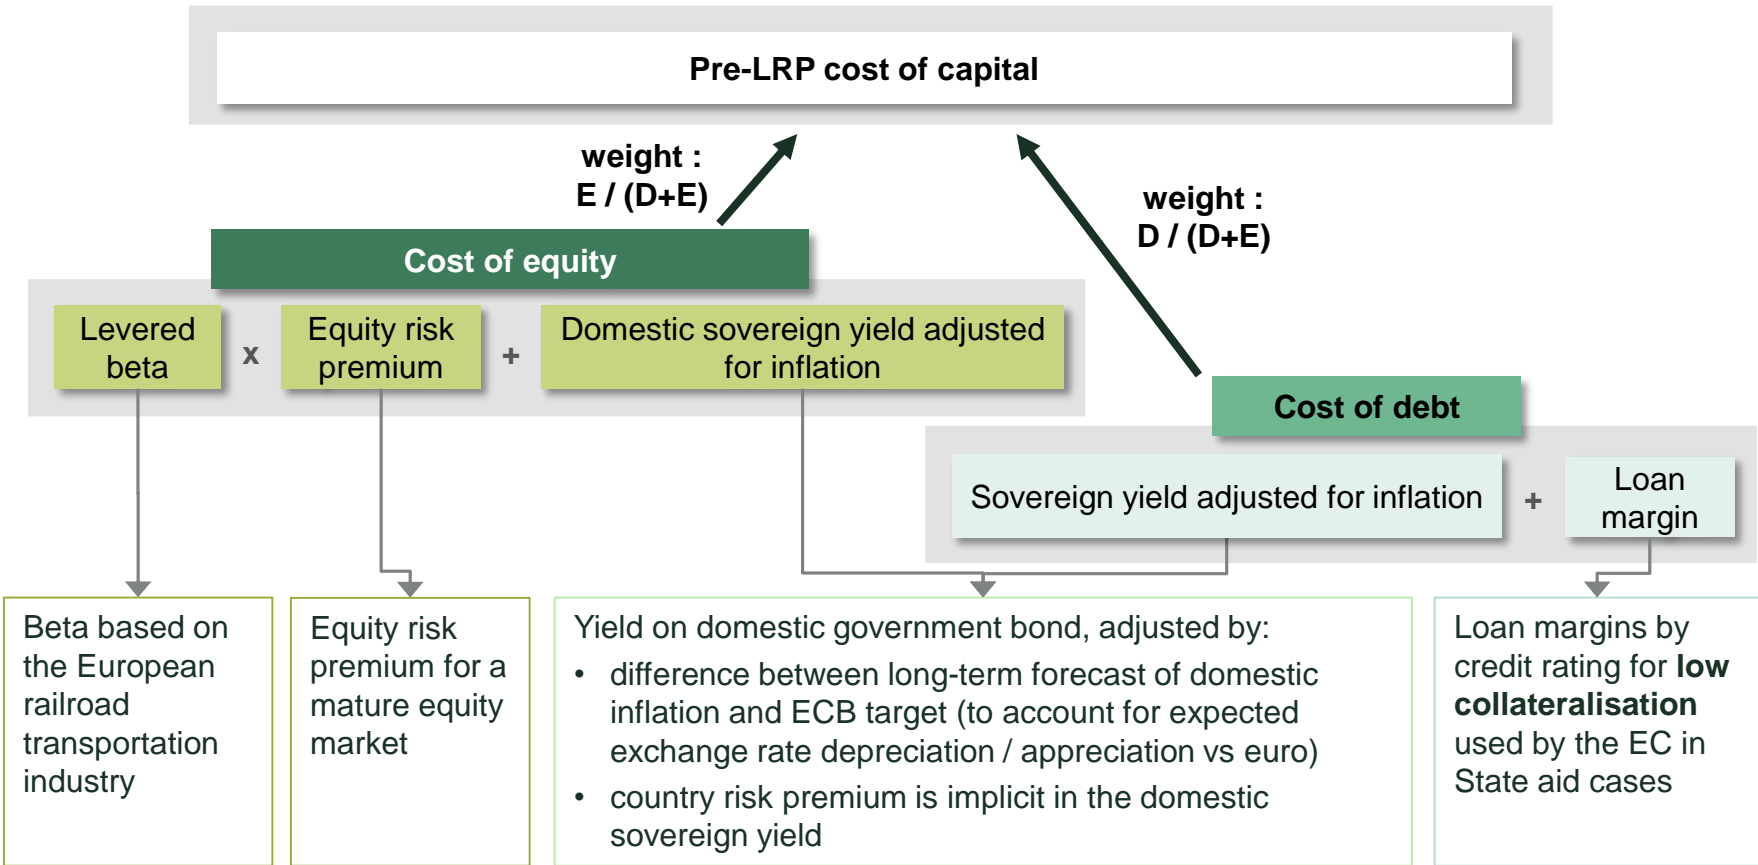 Pre-LRP cost of capital
weight :
E / (D+E)
weight :
D / (D+E)
Cost of equity
Levered
beta
x
Equity risk
premium
+
Domestic sovereign yield adjusted
for inflation
Cost of debt
Sovereign yield adjusted for inflation
+
Loan
margin
Beta based on
the European
railroad
transportation
industry
Equity risk
premium for a
mature equity
market
Yield on domestic government bond, adjusted by:
• difference between long-term forecast of domestic
inflation and ECB target (to account for expected
exchange rate depreciation / appreciation vs euro)
• country risk premium is implicit in the domestic
sovereign yield
Loan margins by
credit rating for low
collateralisation
used by the EC in
State aid cases